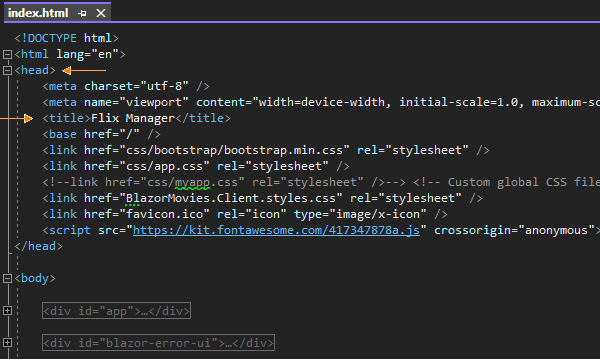 index.html
<!DOCTYPE html>
<html lang="en">
<head>
<meta charset="utf-8" />
<meta name="viewport" content="width=device-width, initial-scale=1.0, maximum-sc
<title>Flix Manager</title>
<base href="/" />
<link href="css/bootstrap/bootstrap.min.css" rel="stylesheet" />
<link href="css/app.css" rel="stylesheet" />
<!--link href="css/myapp.css" rel="stylesheet" />--> <!-- Custom global CSS file
<link href="BlazorMovies.Client.styles.css" rel="stylesheet" />
<link href="favicon.ico" rel="icon" type="image/x-icon" />
<script src="https://kit.fontawesome.com/417347878a.js" crossorigin="anonymous">
</head>
<body>
<div id="app">…</div>
<div id="blazor-error-ui">…</div>